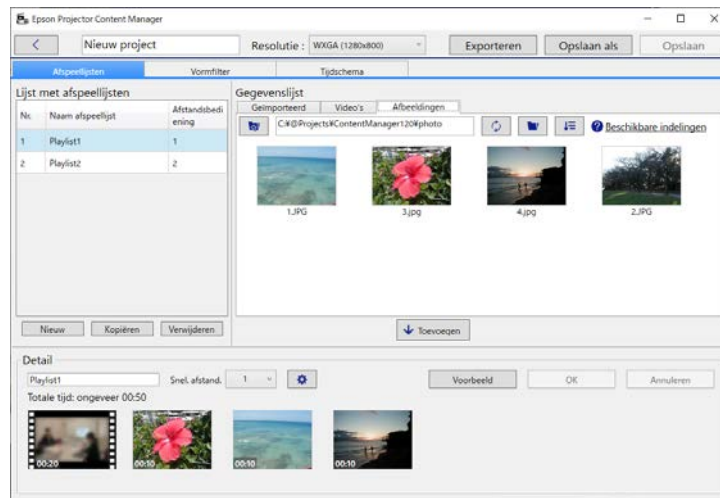 Epson Projector Content Manager
Nieuw project
Resolutie : WXGA (1280x800)
Exporteren
Opslaan als
Opslaan
Afspeellijsten
Vormfilter
Tijdschema
Lijst met afspeellijsten
Nr. Naam afspeellijst Afstandsbedi
ening
1 Playlist1 1
2 Playlist2 2
Nieuw
Kopiëren
Verwijderen
Gegevenslijst
Geïmporteerd
Video's
Afbeeldingen
C:¥@Projects¥ContentManager120¥photo
Beschikbare indelingen
1.JPG
3.jpg
4.jpg
2.JPG
Toevoegen
Detail
Playlist1
Snel. afstand. 1
Voorbeeld
OK
Annuleren
Totale tijd: ongeveer 00:50
00:20
00:10
00:10
00:10